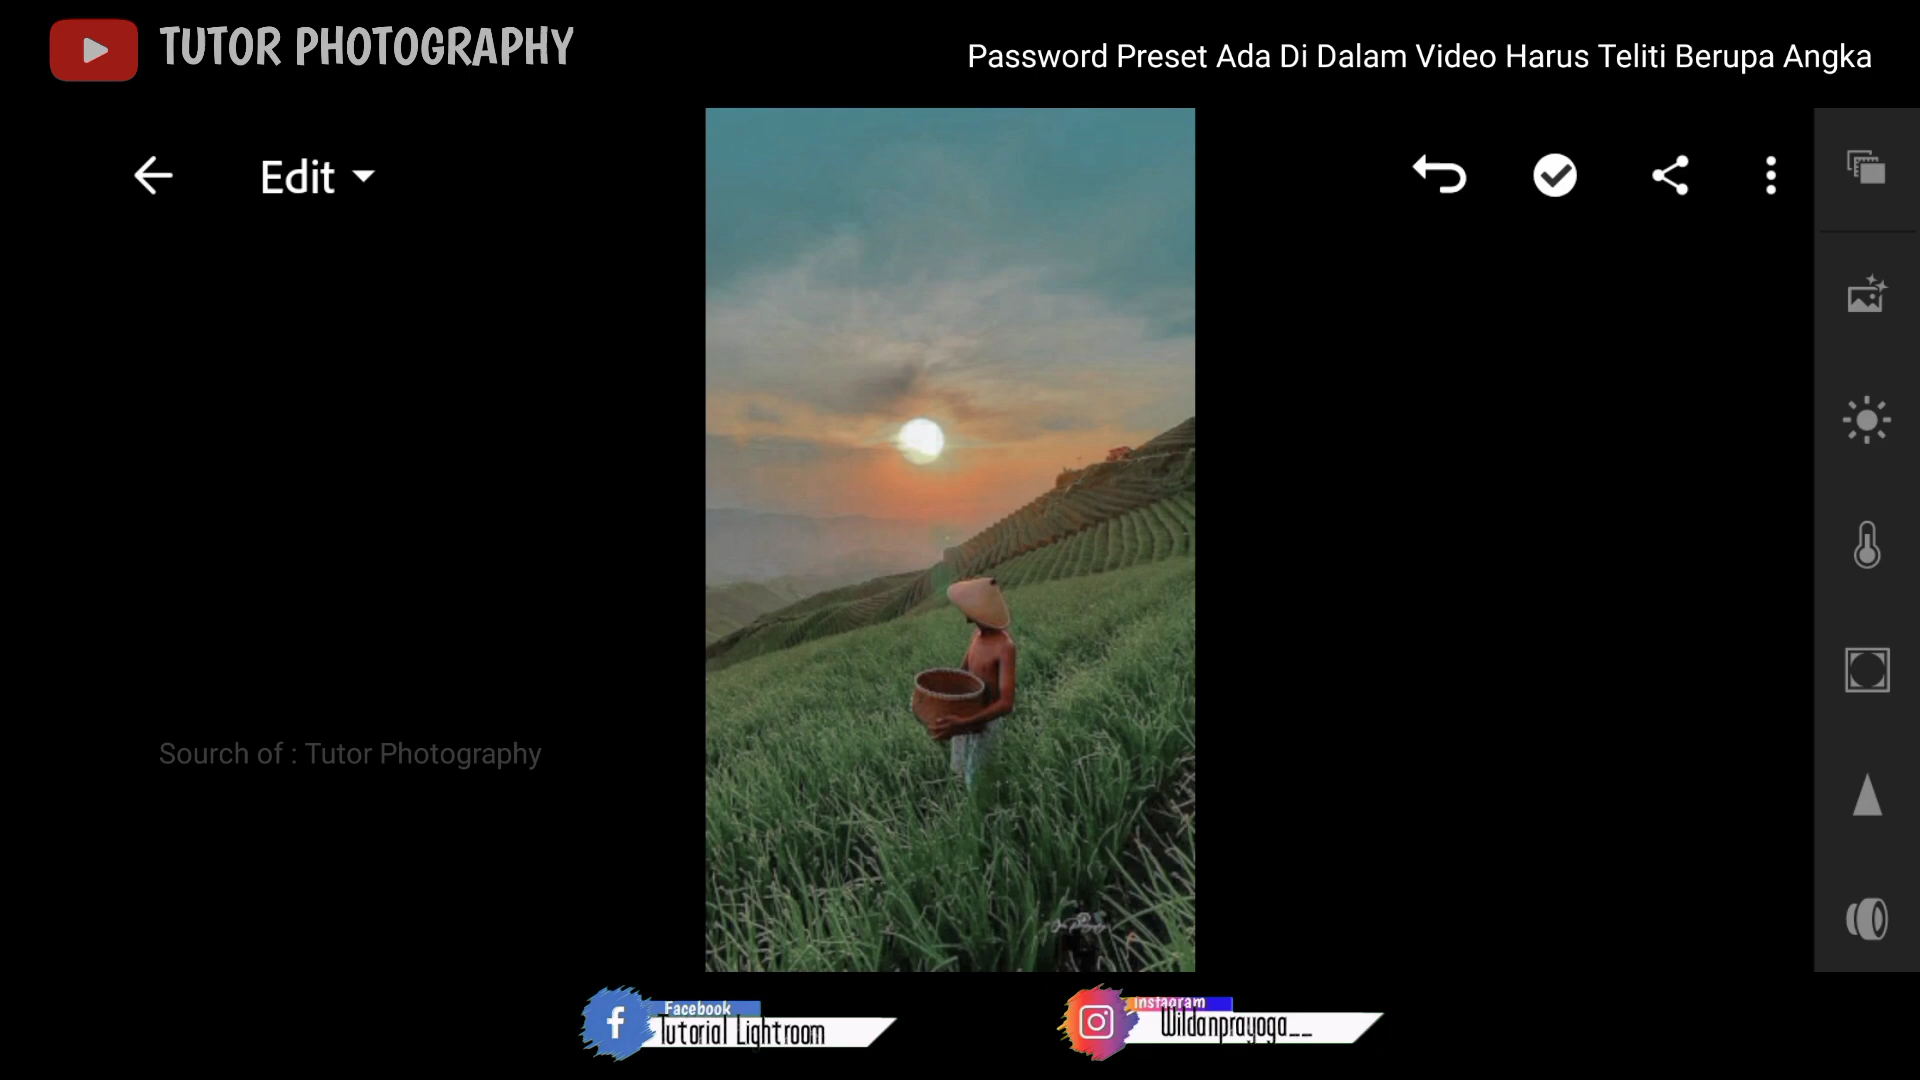 TUTOR PHOTOGRAPHY
Password Preset Ada Di Dalam Video Harus Teliti Berupa Angka
Edit
Sourch of : Tutor Photography
Facebook
Tutorial Lightroom
instagram
Wildanprayoga__